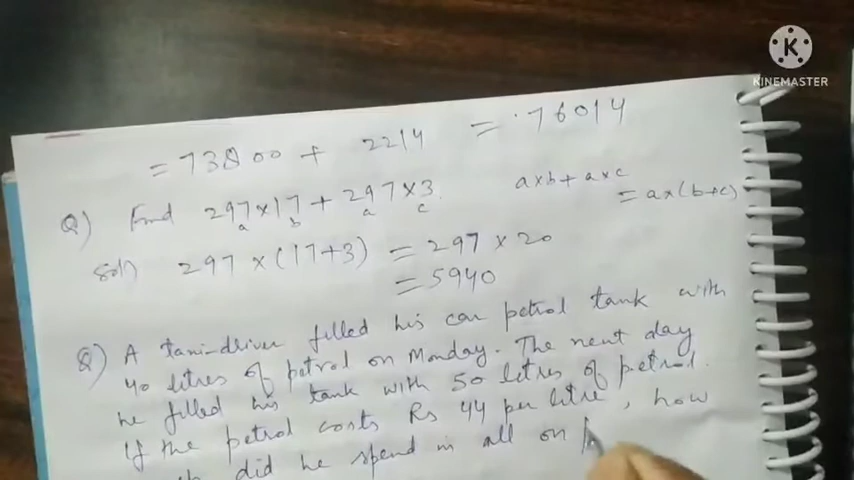 K
KINEMASTER
= 73800 + 2214 = 76014
Q) Find 297×17 + 297×3 a×b + a×c
a b a c = a×(b+c)
Soln 297 × (17+3) = 297 × 20
= 5940
Q) A taxi-driver filled his car petrol tank with
40 litres of petrol on Monday. The next day
he filled his tank with 50 litres of petrol.
If the petrol costs Rs 44 per litre, how
did he spend in all on